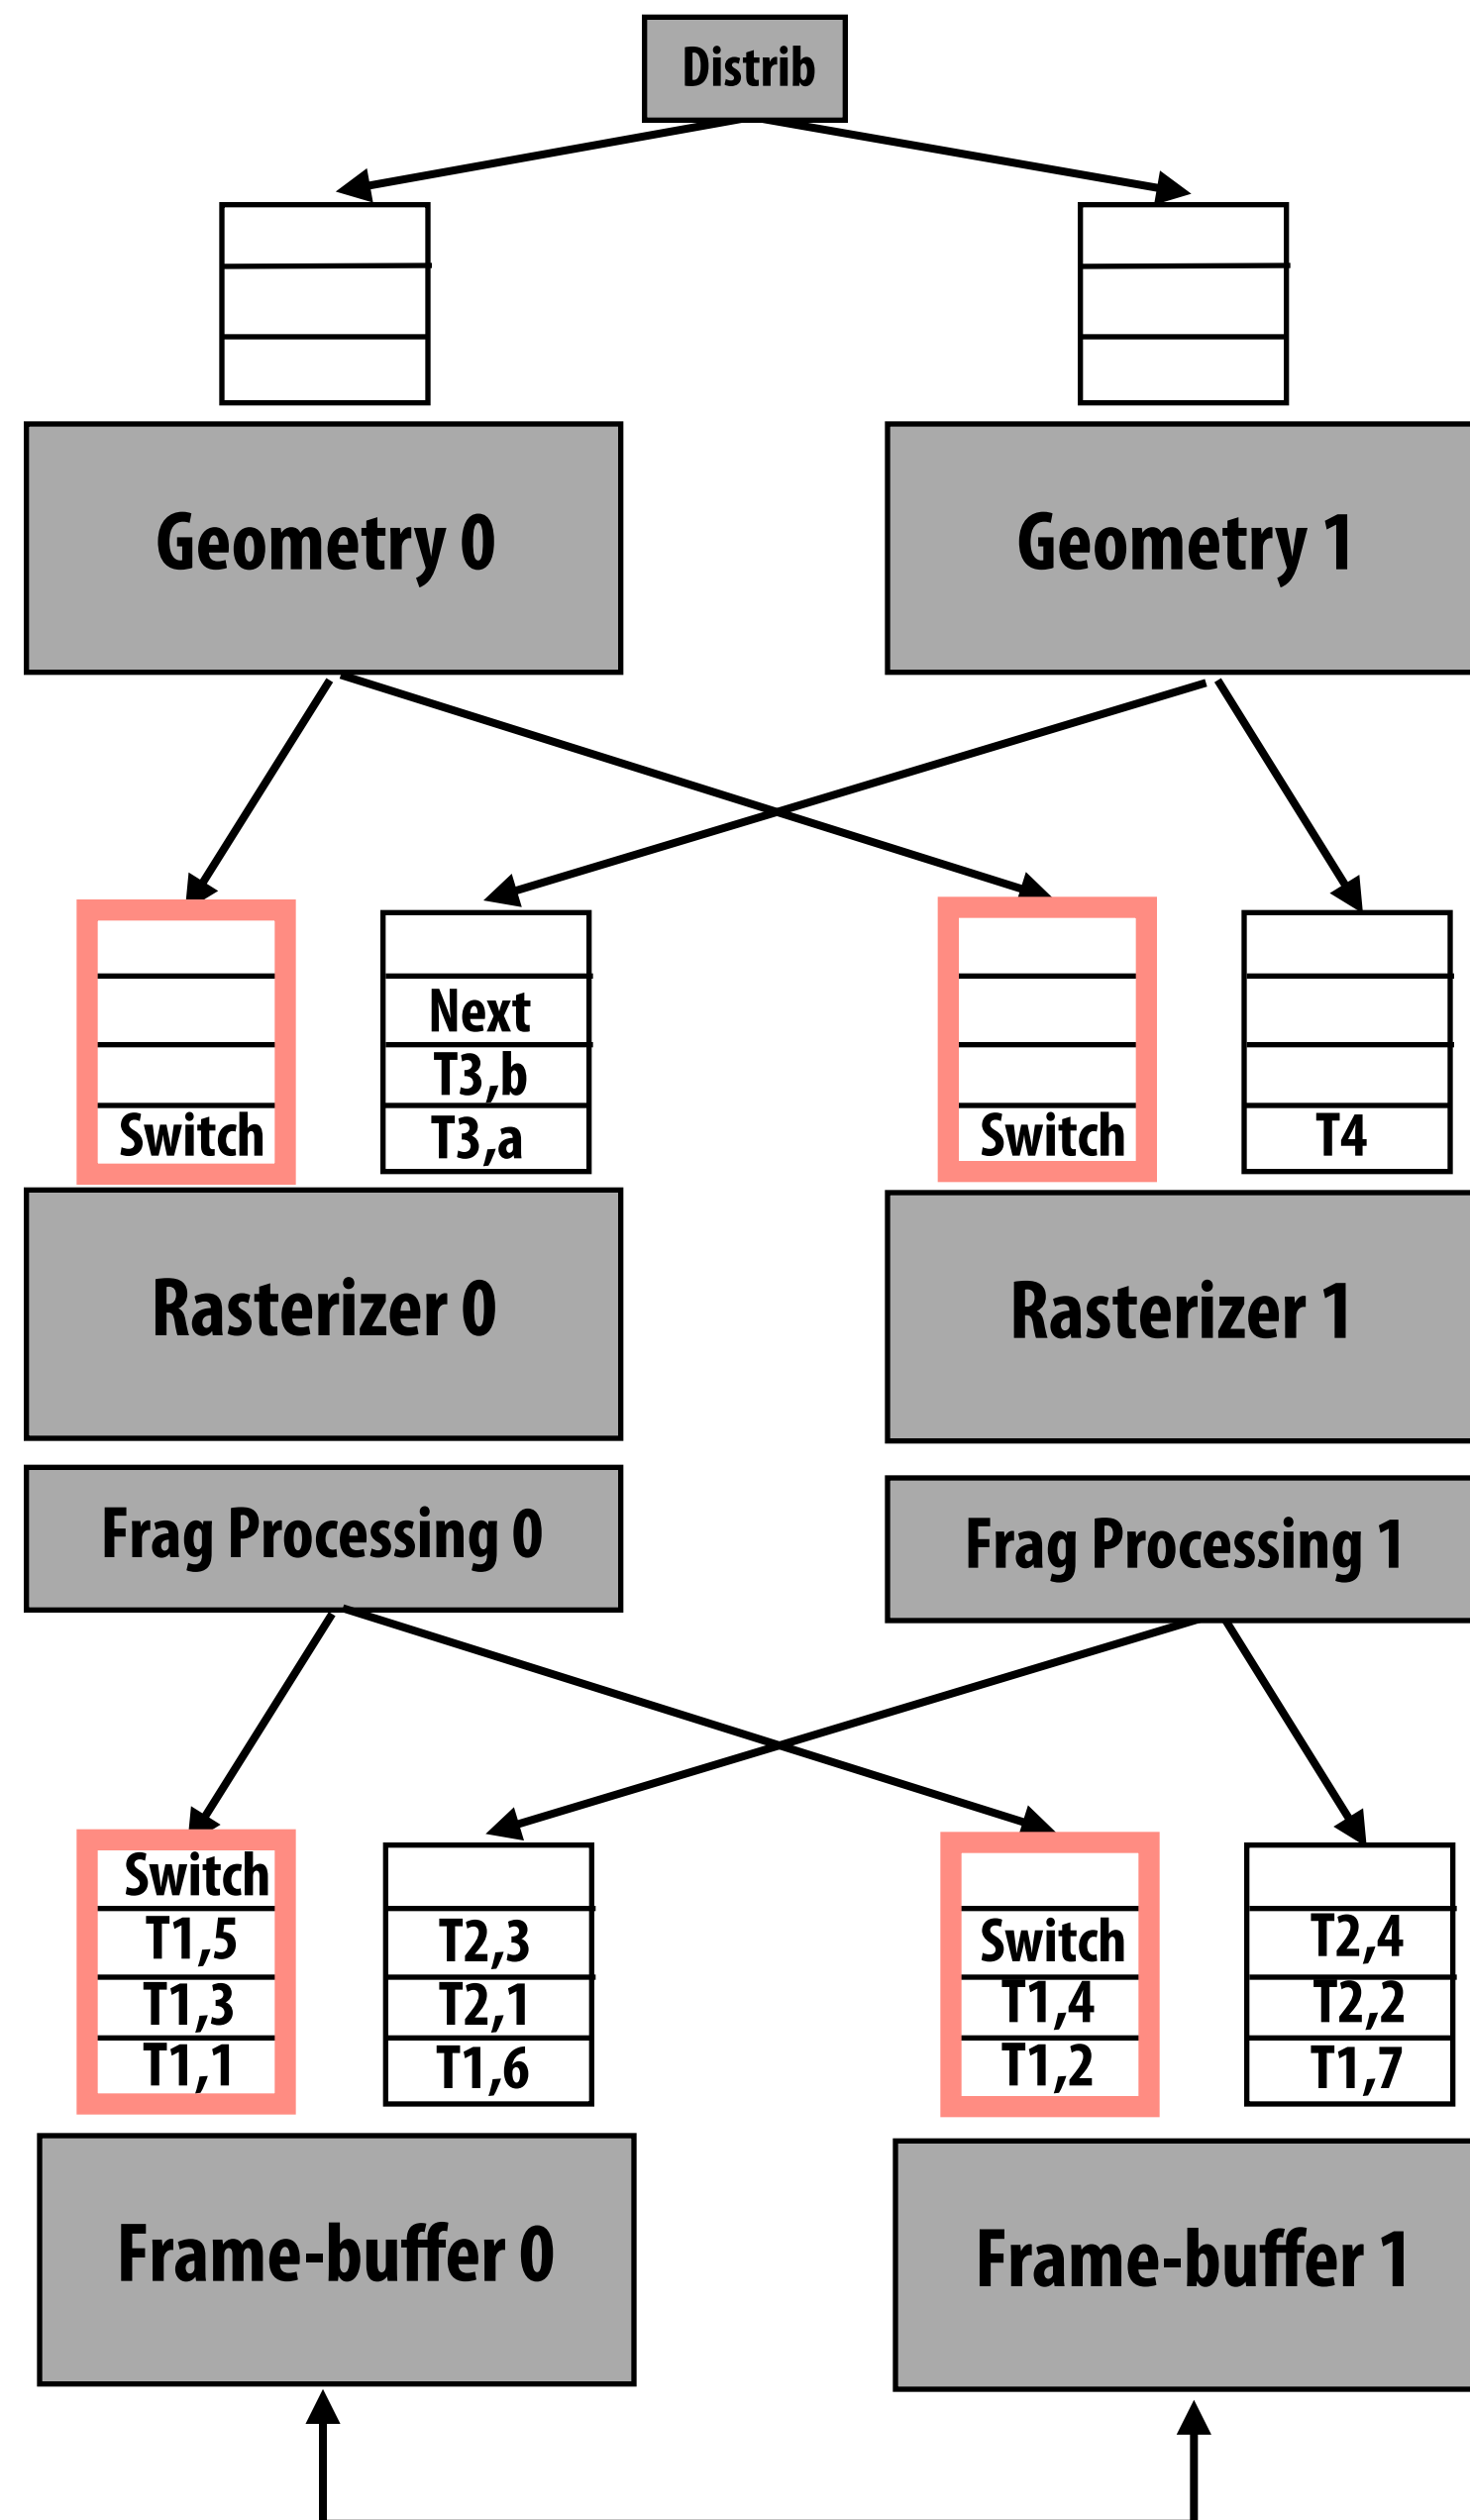 Distrib
Geometry 0
Geometry 1
Next
T3,b
Switch
T3,a
Switch
T4
Rasterizer 0
Rasterizer 1
Frag Processing 0
Frag Processing 1
Switch
T1,5
T1,3
T1,1
T2,3
T2,1
T1,6
Switch
T1,4
T1,2
T2,4
T2,2
T1,7
Frame-buffer 0
Frame-buffer 1